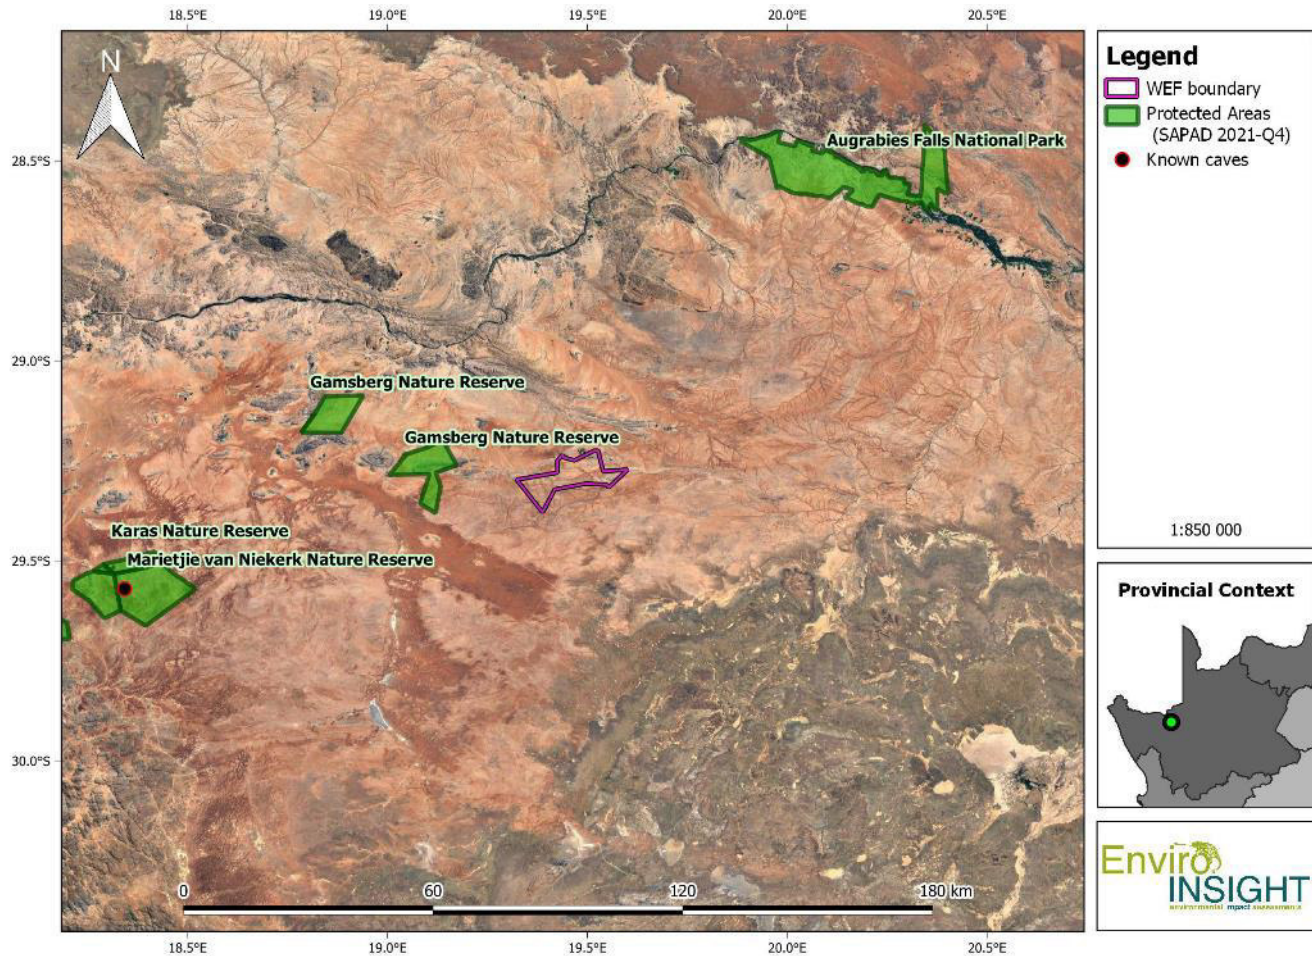 18.5°E 19.0°E 19.5°E 20.0°E 20.5°E
N
28.5°S
29.0°S
29.5°S
30.0°S
Augrabies Falls National Park
Gamsberg Nature Reserve
Gamsberg Nature Reserve
Karas Nature Reserve
Marietjie van Niekerk Nature Reserve
0 60 120 180 km
18.5°E 19.0°E 19.5°E 20.0°E 20.5°E
Legend
WEF boundary
Protected Areas
(SAPAD 2021-Q4)
Known caves
1:850 000
Provincial Context
Enviro
INSIGHT
environmental impact assessments